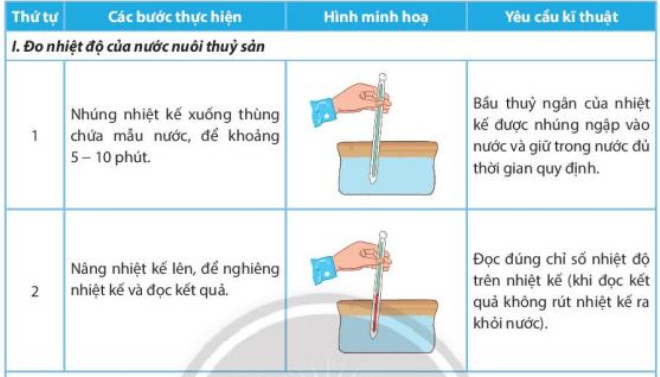 Thứ tự
Các bước thực hiện
Hình minh hoạ
Yêu cầu kĩ thuật
I. Đo nhiệt độ của nước nuôi thuỷ sản
1
Nhúng nhiệt kế xuống thùng
chứa mẫu nước, để khoảng
5 – 10 phút.
Bầu thuỷ ngân của nhiệt
kế được nhúng ngập vào
nước và giữ trong nước đủ
thời gian quy định.
2
Nâng nhiệt kế lên, để nghiêng
nhiệt kế và đọc kết quả.
Đọc đúng chỉ số nhiệt độ
trên nhiệt kế (khi đọc kết
quả không rút nhiệt kế ra
khỏi nước).